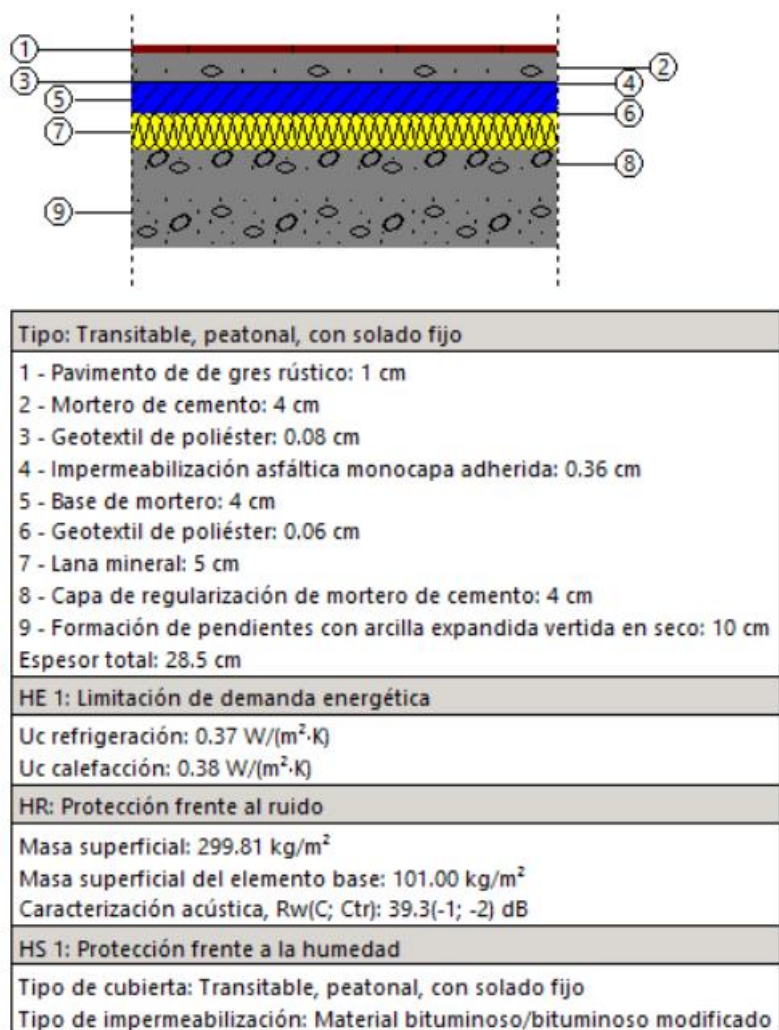 1
2
3
4
5
6
7
8
9
Tipo: Transitable, peatonal, con solado fijo
1 - Pavimento de de gres rústico: 1 cm
2 - Mortero de cemento: 4 cm
3 - Geotextil de poliéster: 0.08 cm
4 - Impermeabilización asfáltica monocapa adherida: 0.36 cm
5 - Base de mortero: 4 cm
6 - Geotextil de poliéster: 0.06 cm
7 - Lana mineral: 5 cm
8 - Capa de regularización de mortero de cemento: 4 cm
9 - Formación de pendientes con arcilla expandida vertida en seco: 10 cm
Espesor total: 28.5 cm
HE 1: Limitación de demanda energética
Uc refrigeración: 0.37 W/(m²·K)
Uc calefacción: 0.38 W/(m²·K)
HR: Protección frente al ruido
Masa superficial: 299.81 kg/m²
Masa superficial del elemento base: 101.00 kg/m²
Caracterización acústica, Rw(C; Ctr): 39.3(-1; -2) dB
HS 1: Protección frente a la humedad
Tipo de cubierta: Transitable, peatonal, con solado fijo
Tipo de impermeabilización: Material bituminoso/bituminoso modificado